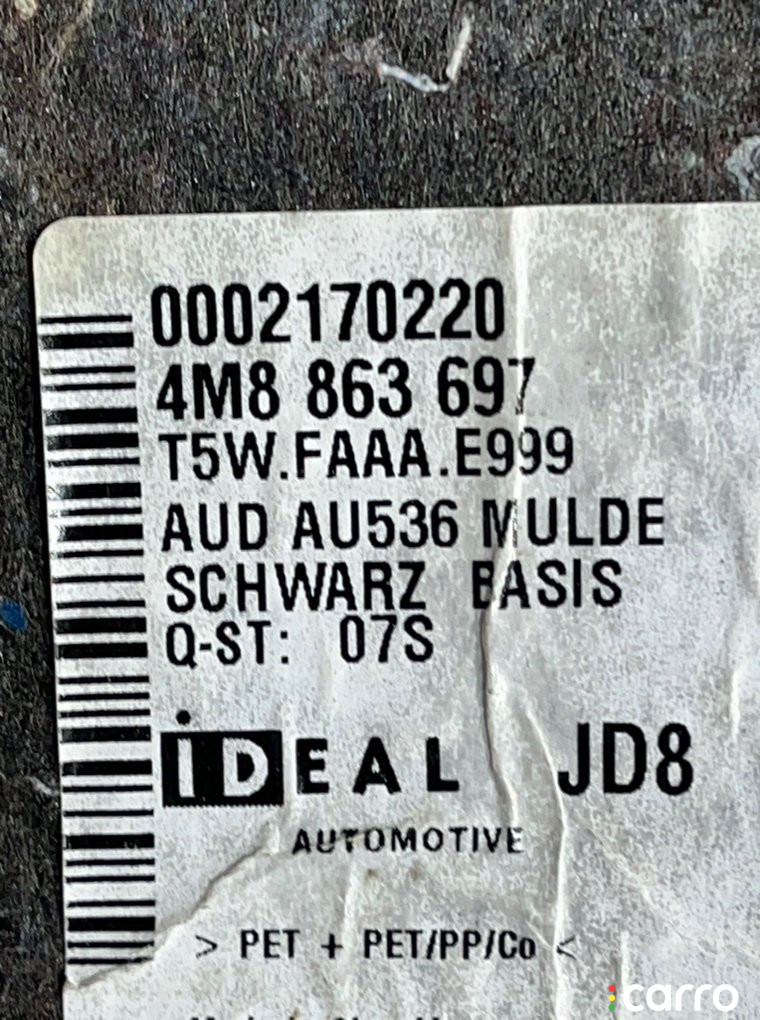 0002170220
4M8 863 697
T5W.FAAA.E999
AUD AU536 MULDE
SCHWARZ BASIS
Q-ST: 07S
iDEAL JD8
AUTOMOTIVE
> PET + PET/PP/Co <
carro